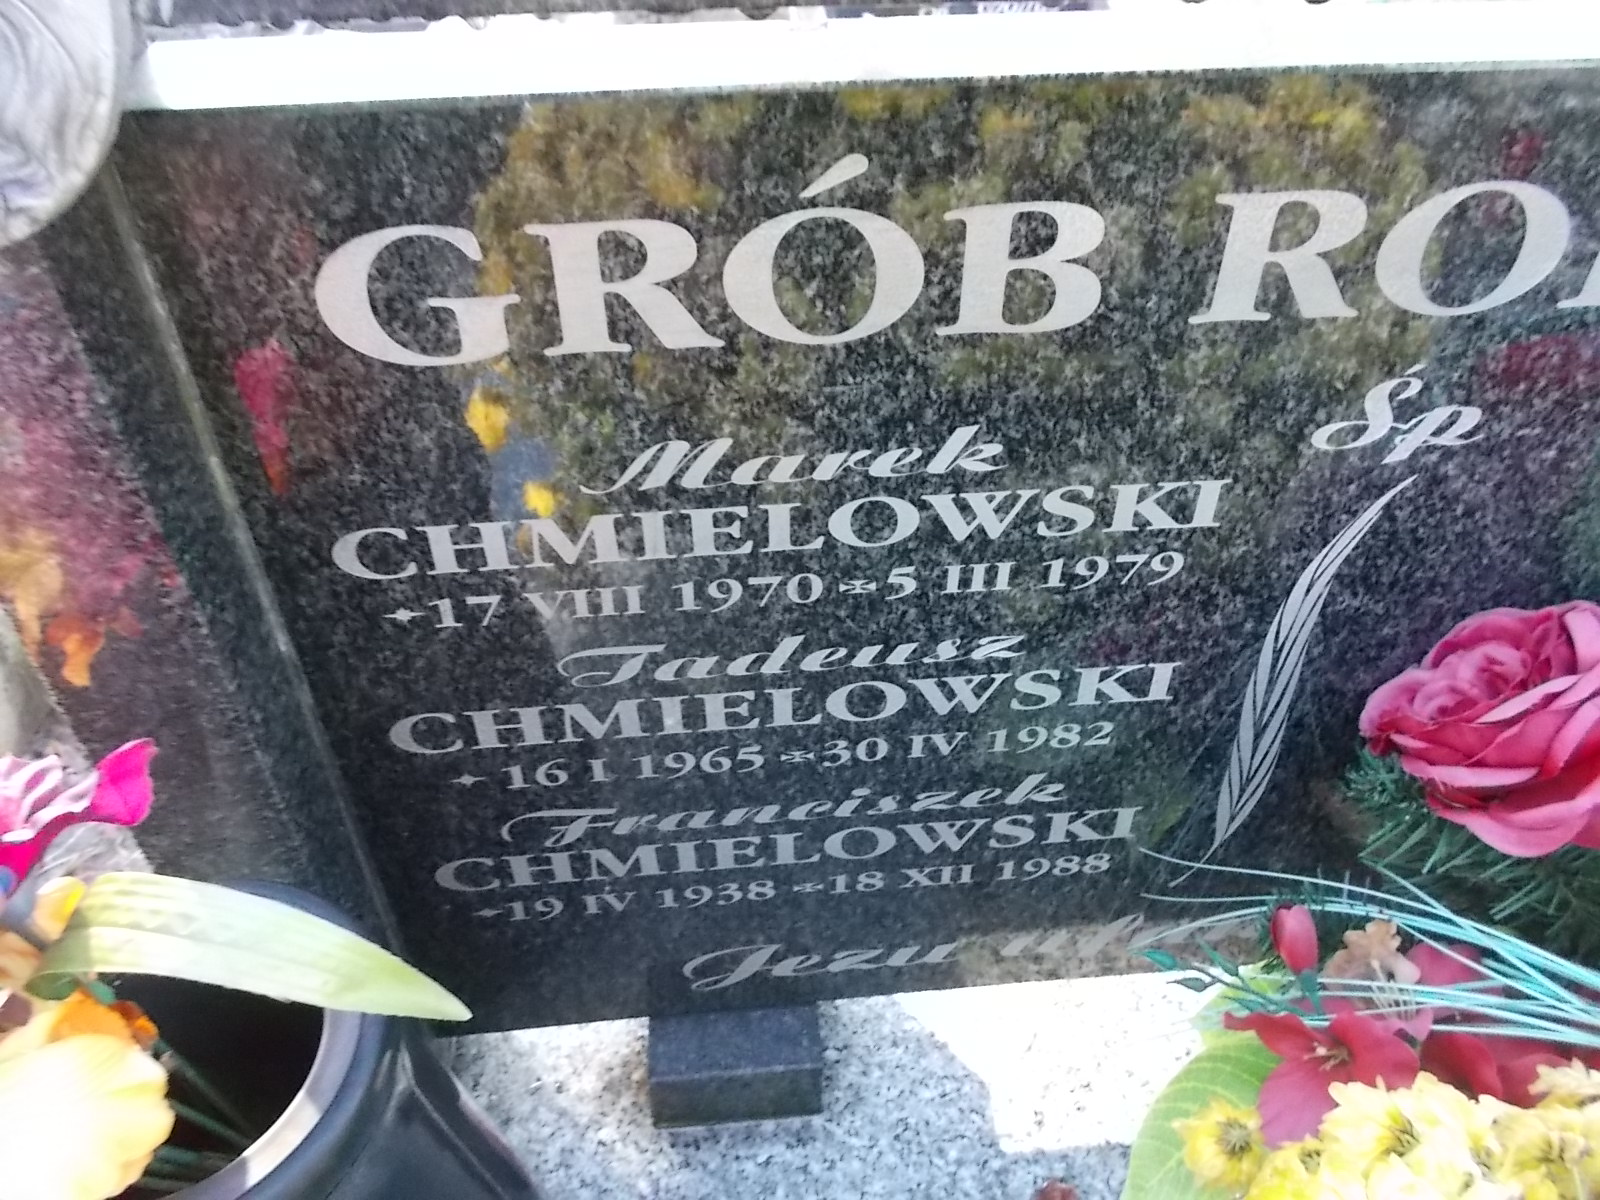 GRÓB RO
Śp
Marek
CHMIELOWSKI
17 VIII 1970 5 III 1979
Tadeusz
CHMIELOWSKI
16 I 1965 30 IV 1982
Franciszek
CHMIELOWSKI
19 IV 1938 18 XII 1988
Jezu